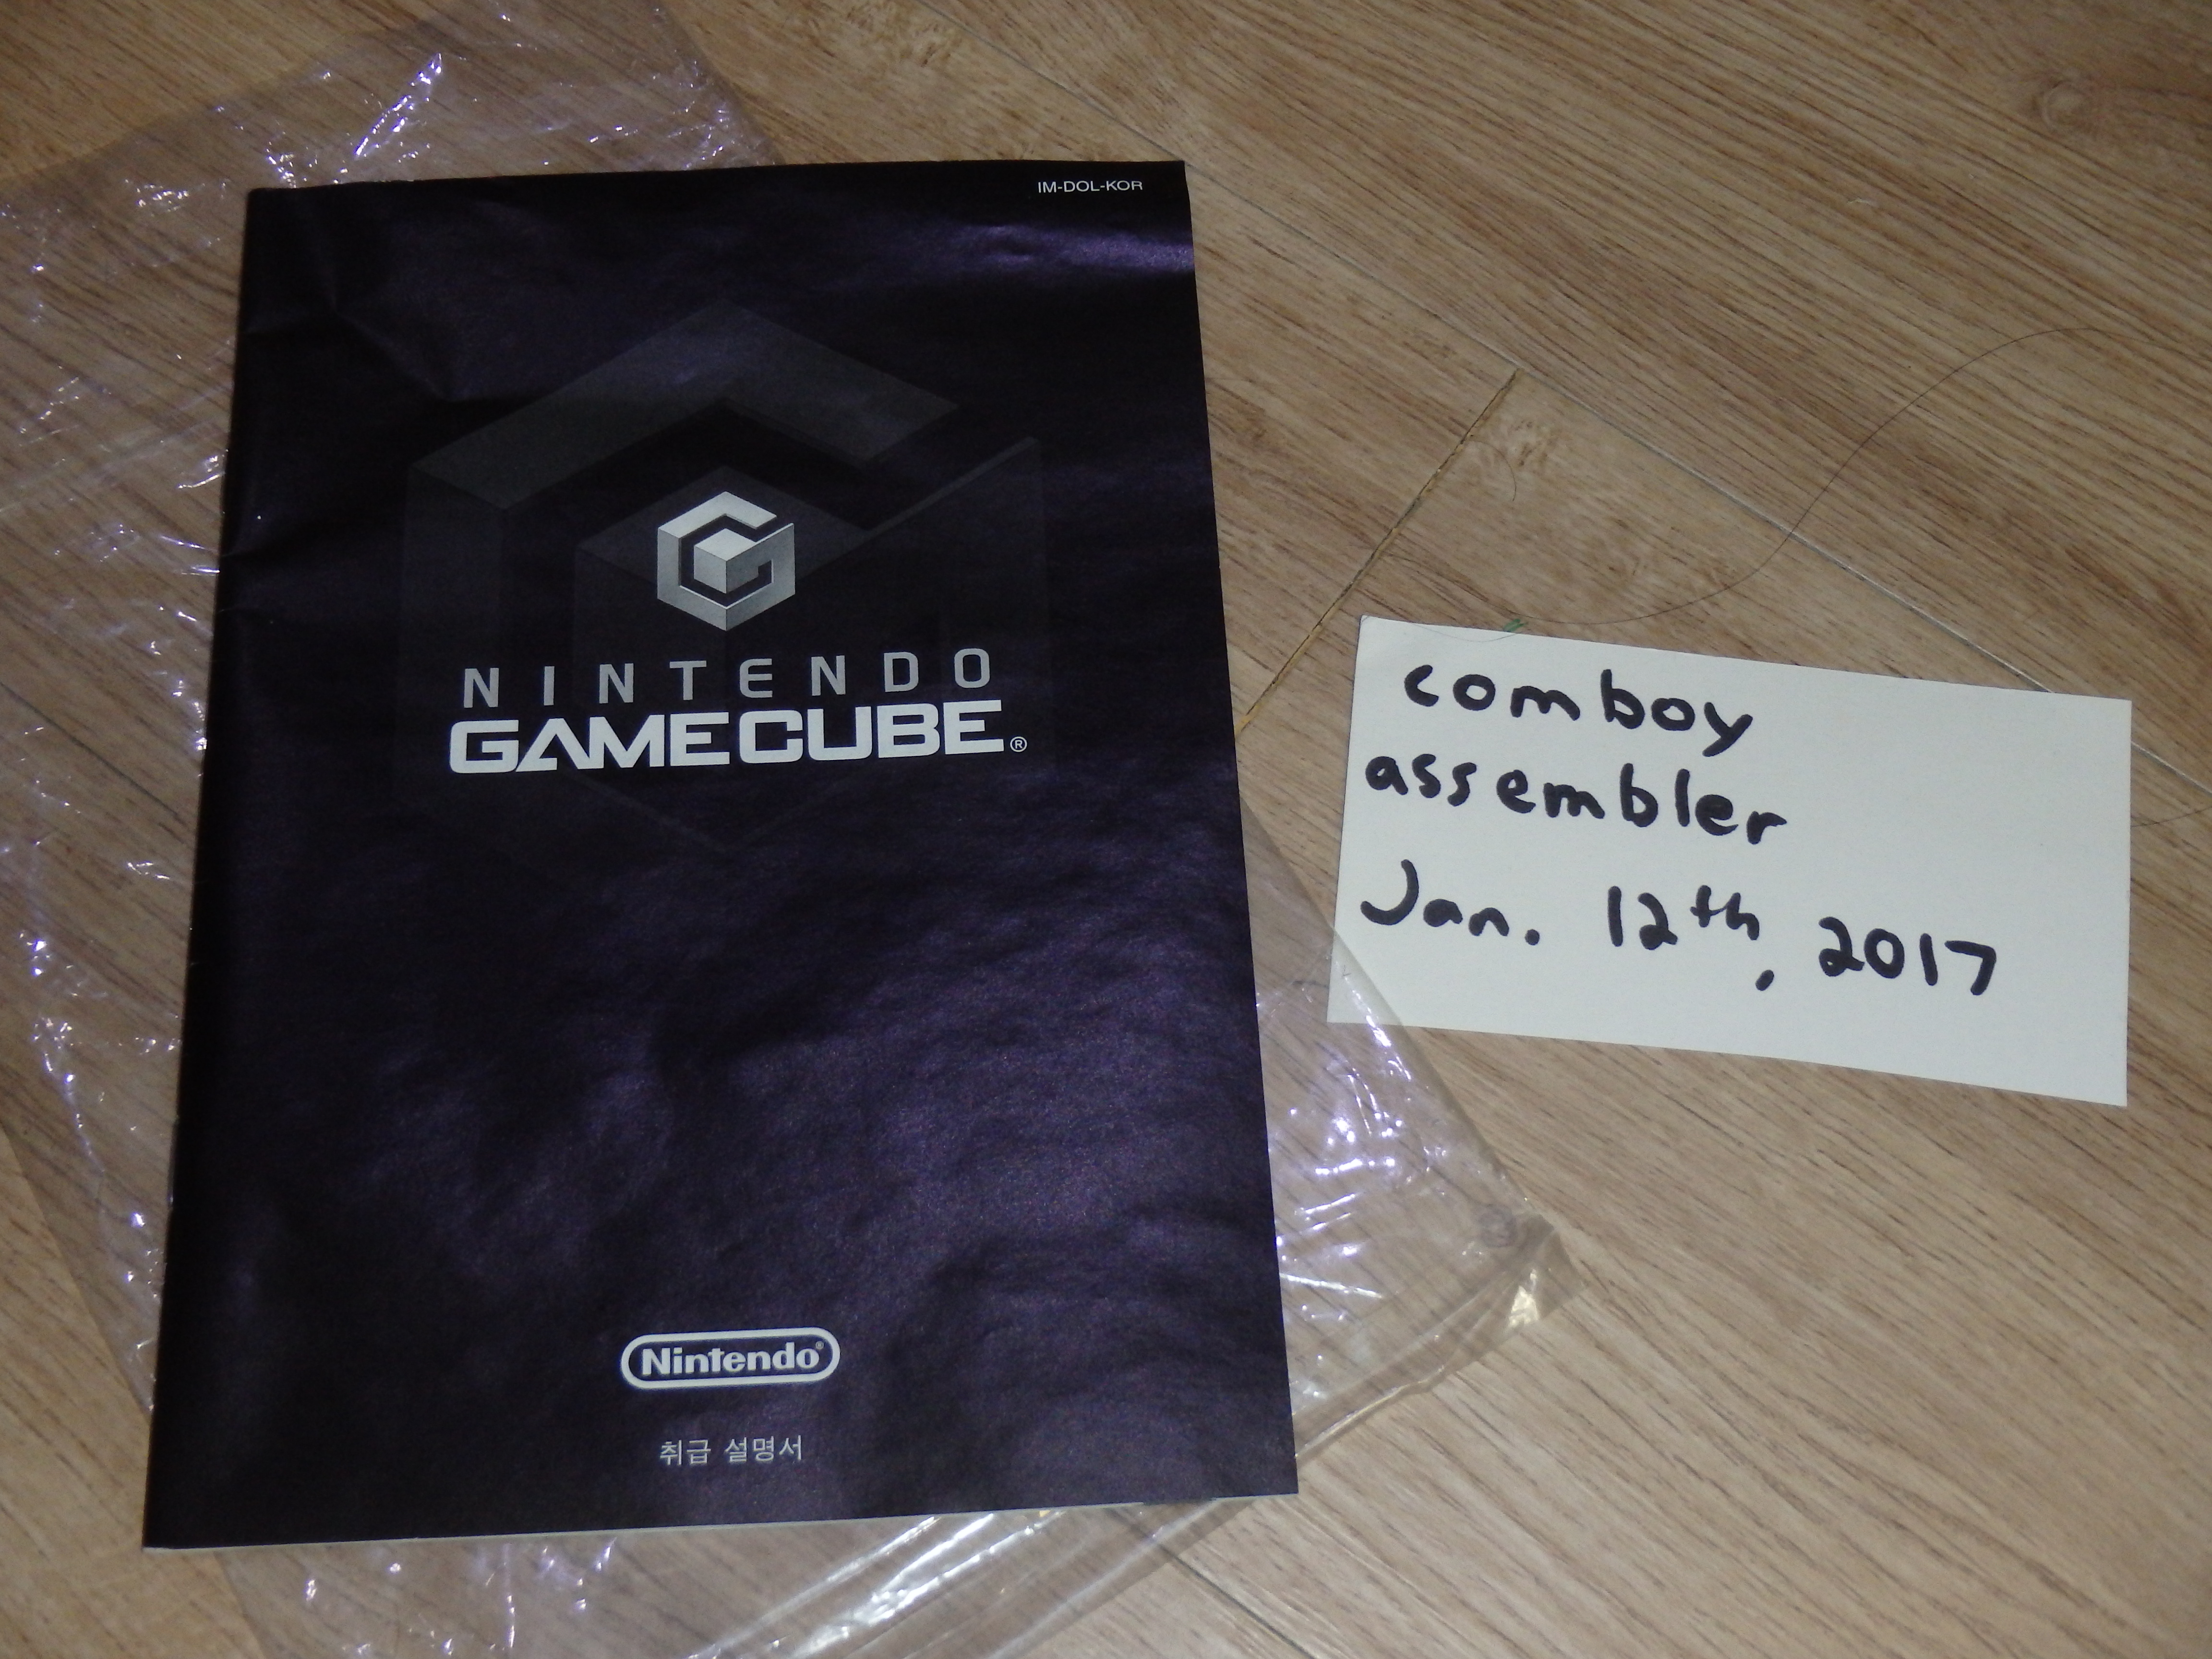 IM-DOL-KOR
NINTENDO
GAMECUBE®
Nintendo®
취급 설명서
comboy
assembler
Jan. 12th, 2017